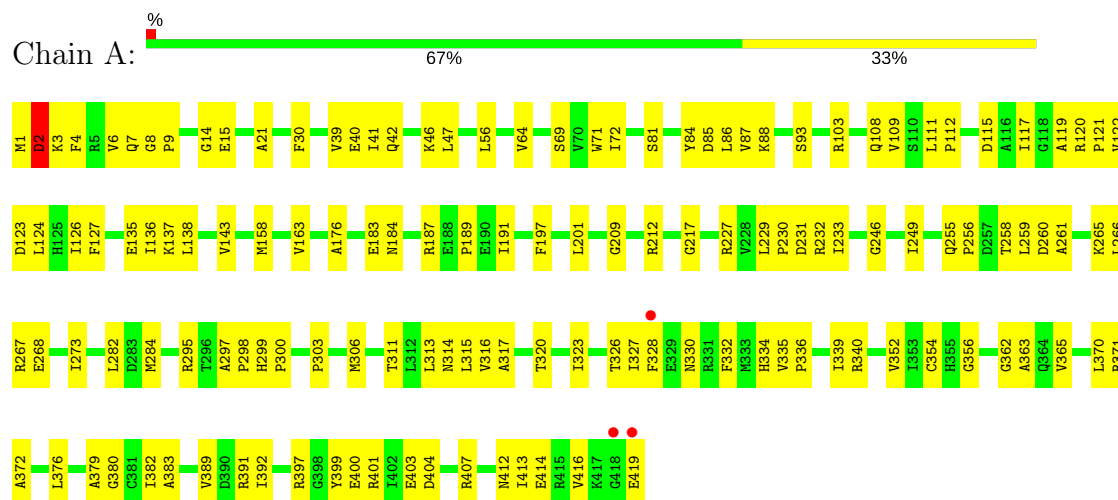 %
Chain A:
67% 33%
M1 D2 K3 F4 R5 V6 Q7 G8 P9 G14 E15 A21 F30 V39 E40 I41 Q42 K46 L47 L56 V64 S69 V70 W71 I72 S81 Y84 D85 L86 V87 K88 S93 R103 Q108 V109 S110 L111 P112 D115 A116 I117 G118 A119 R120 P121 V122
D123 L124 H125 I126 F127 E135 I136 K137 L138 V143 M158 V163 A176 E183 N184 R187 E188 P189 E190 I191 F197 L201 G209 R212 G217 R227 V228 L229 P230 D231 R232 I233 G246 I249 Q255 P256 D257 T258 L259 D260 A261 K265
R267 E268 I273 L282 D283 M284 R295 T296 A297 P298 H299 P300 P303 M306 T311 L312 L313 N314 L315 V316 A317 T320 I323 T326 I327 F328 E329 N330 R331 F332 M333 H334 V335 P336 I339 R340 V352 I353 C354 H355 G356 G362 A363 Q364 V365 L370
A372 L376 A379 G380 C381 I382 A383 V389 D390 R391 I392 R397 G398 Y399 E400 R401 I402 E403 D404 R407 N412 I413 E414 R415 V416 K417 G418 E419